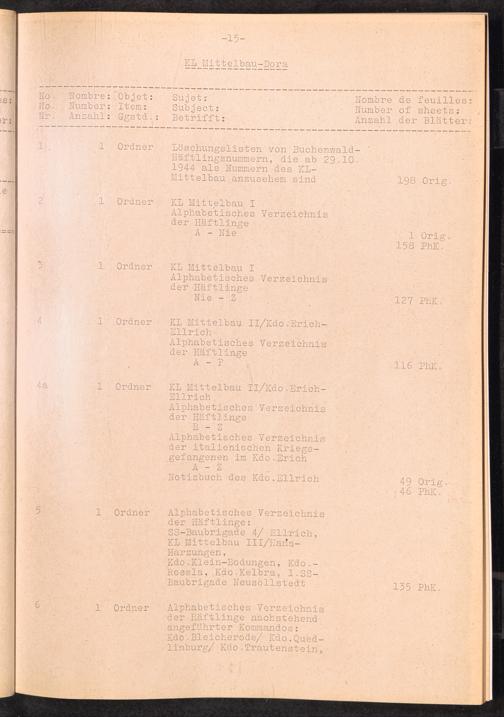 -15-
KL Mittelbau-Dora
No. Nombre: Objet: Sujet: Nombre de feuilles:
No. Number: Item: Subject: Number of sheets:
Nr. Anzahl: Ggstd.: Betrifft: Anzahl der Blätter:
1 1 Ordner Löschungslisten von Buchenwald-
Häftlingsnummern, die ab 29.10.
1944 als Nummern des KL-
Mittelbau anzusehem sind 198 Orig.
2 1 Ordner KL Mittelbau I
Alphabetisches Verzeichnis
der Häftlinge
A - Nie 1 Orig.
158 PhK.
3 1 Ordner KL Mittelbau I
Alphabetisches Verzeichnis
der Häftlinge
Nie - Z 127 PhK.
4 1 Ordner KL Mittelbau II/Kdo.Erich-
Ellrich
Alphabetisches Verzeichnis
der Häftlinge
A - P 116 PhK.
4a 1 Ordner KL Mittelbau II/Kdo.Erich-
Ellrich
Alphabetisches Verzeichnis
der Häftlinge
B - Z
Alphabetisches Verzeichnis
der italienischen Kriegs-
gefangenen im Kdo.Erich
A - Z
Notizbuch des Kdo.Ellrich 49 Orig.
46 PhK.
5 1 Ordner Alphabetisches Verzeichnis
der Häftlinge:
SS-Baubrigade 4/ Ellrich,
KL Mittelbau III/Hans-
Harzungen,
Kdo.Klein-Bodungen, Kdo.-
Rossla, Kdo.Kelbra, 1.SS-
Baubrigade Neusollstedt 135 PhK.
6 1 Ordner Alphabetisches Verzeichnis
der Häftlinge nachstehend
angeführter Kommandos:
Kdo.Bleicherode/ Kdo.Qued-
linburg/ Kdo.Trautenstein,